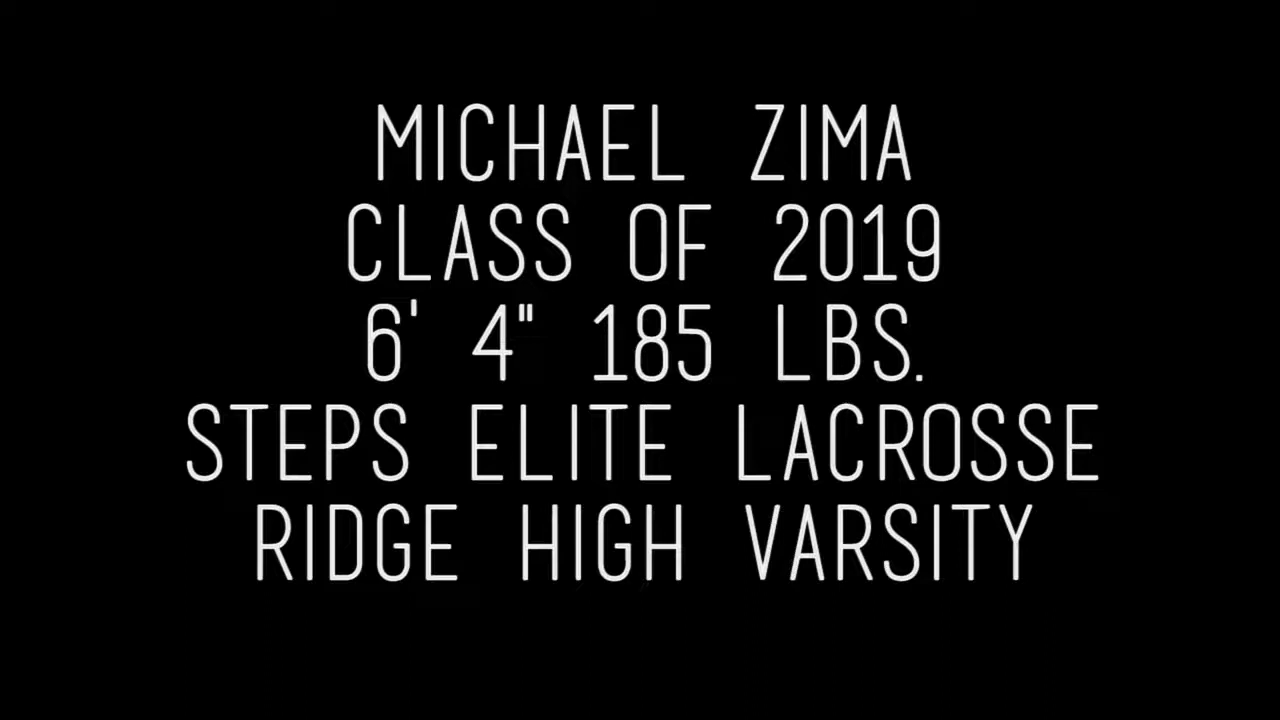 MICHAEL ZIMA
CLASS OF 2019
6' 4" 185 LBS.
STEPS ELITE LACROSSE
RIDGE HIGH VARSITY